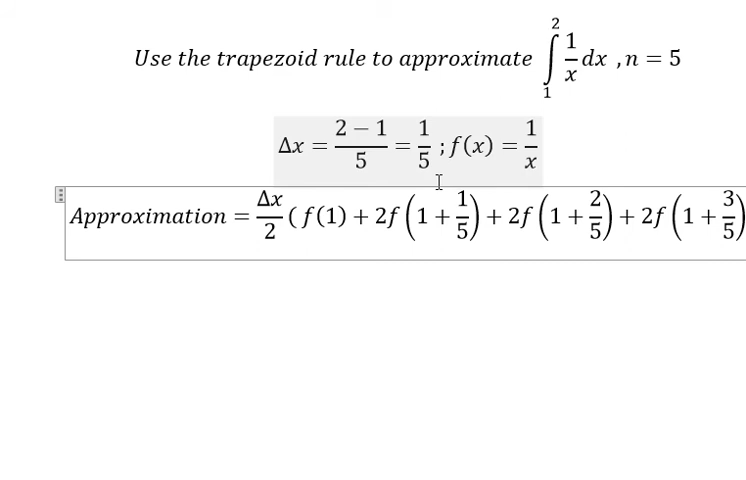 Use the trapezoid rule to approximate ∫₁² 1/x dx , n = 5
Δx = (2 − 1)/5 = 1/5 ; f(x) = 1/x
Approximation = Δx/2 ( f(1) + 2f (1 + 1/5) + 2f (1 + 2/5) + 2f (1 + 3/5)